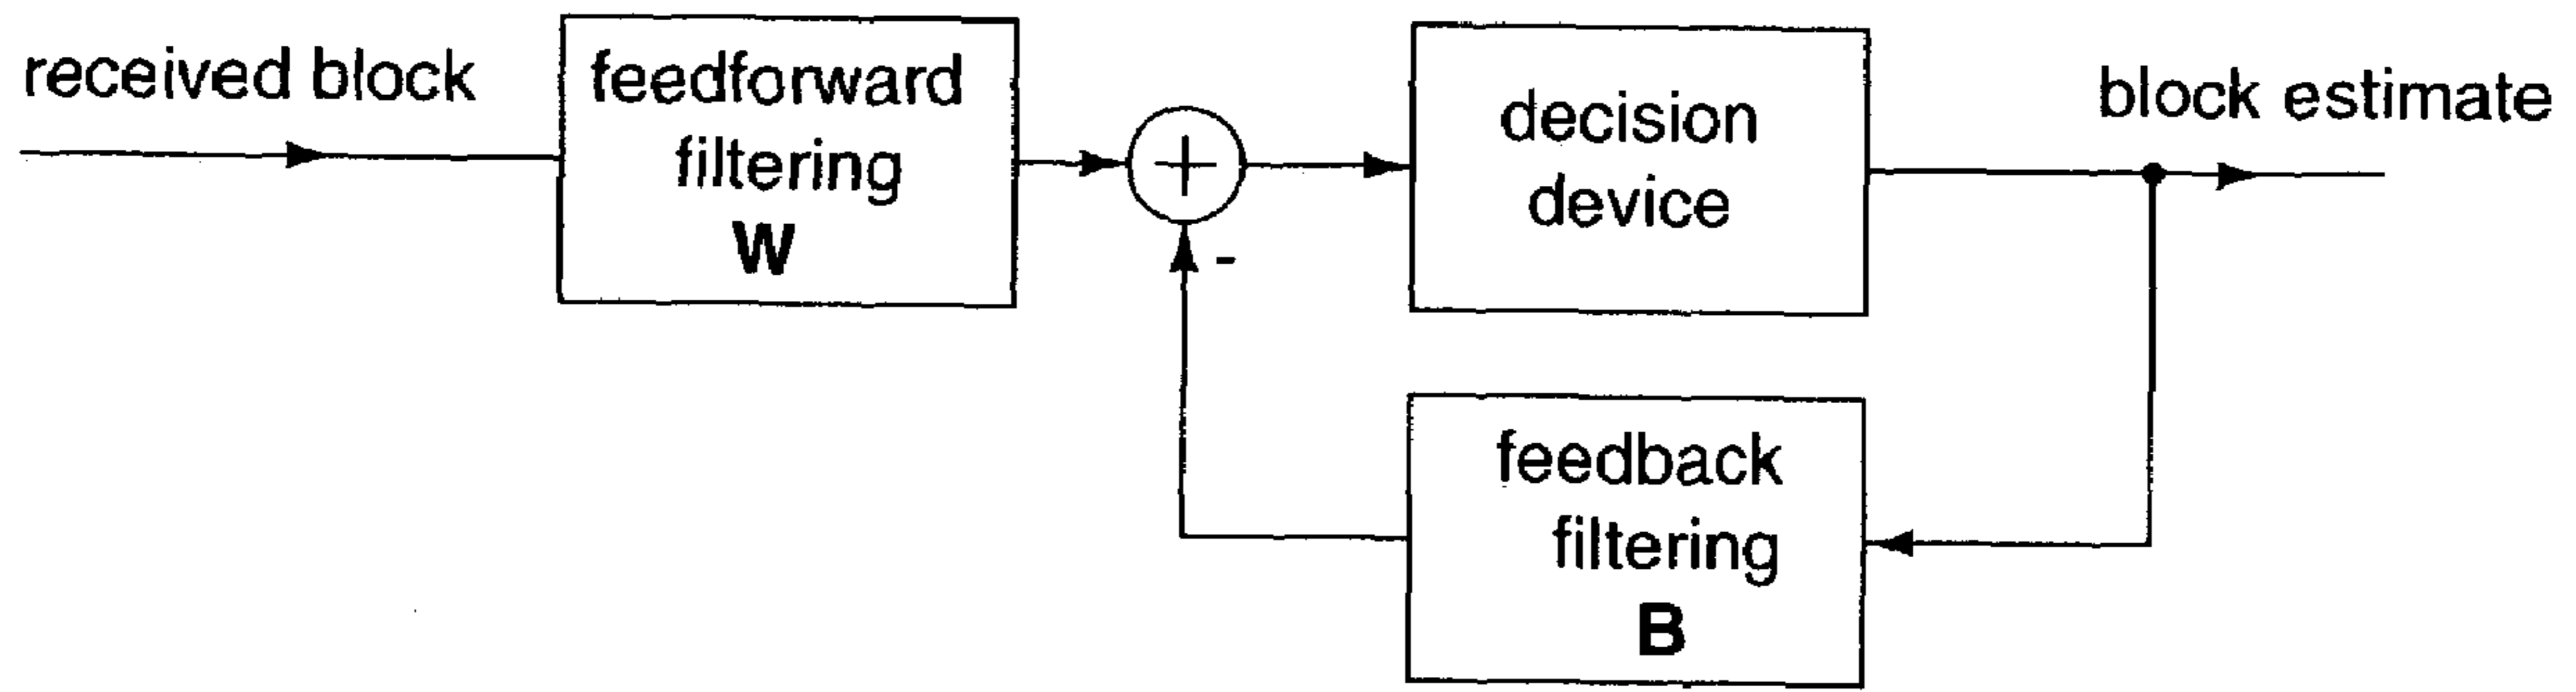 received block
feedforward
filtering
W
+
-
decision
device
block estimate
feedback
filtering
B